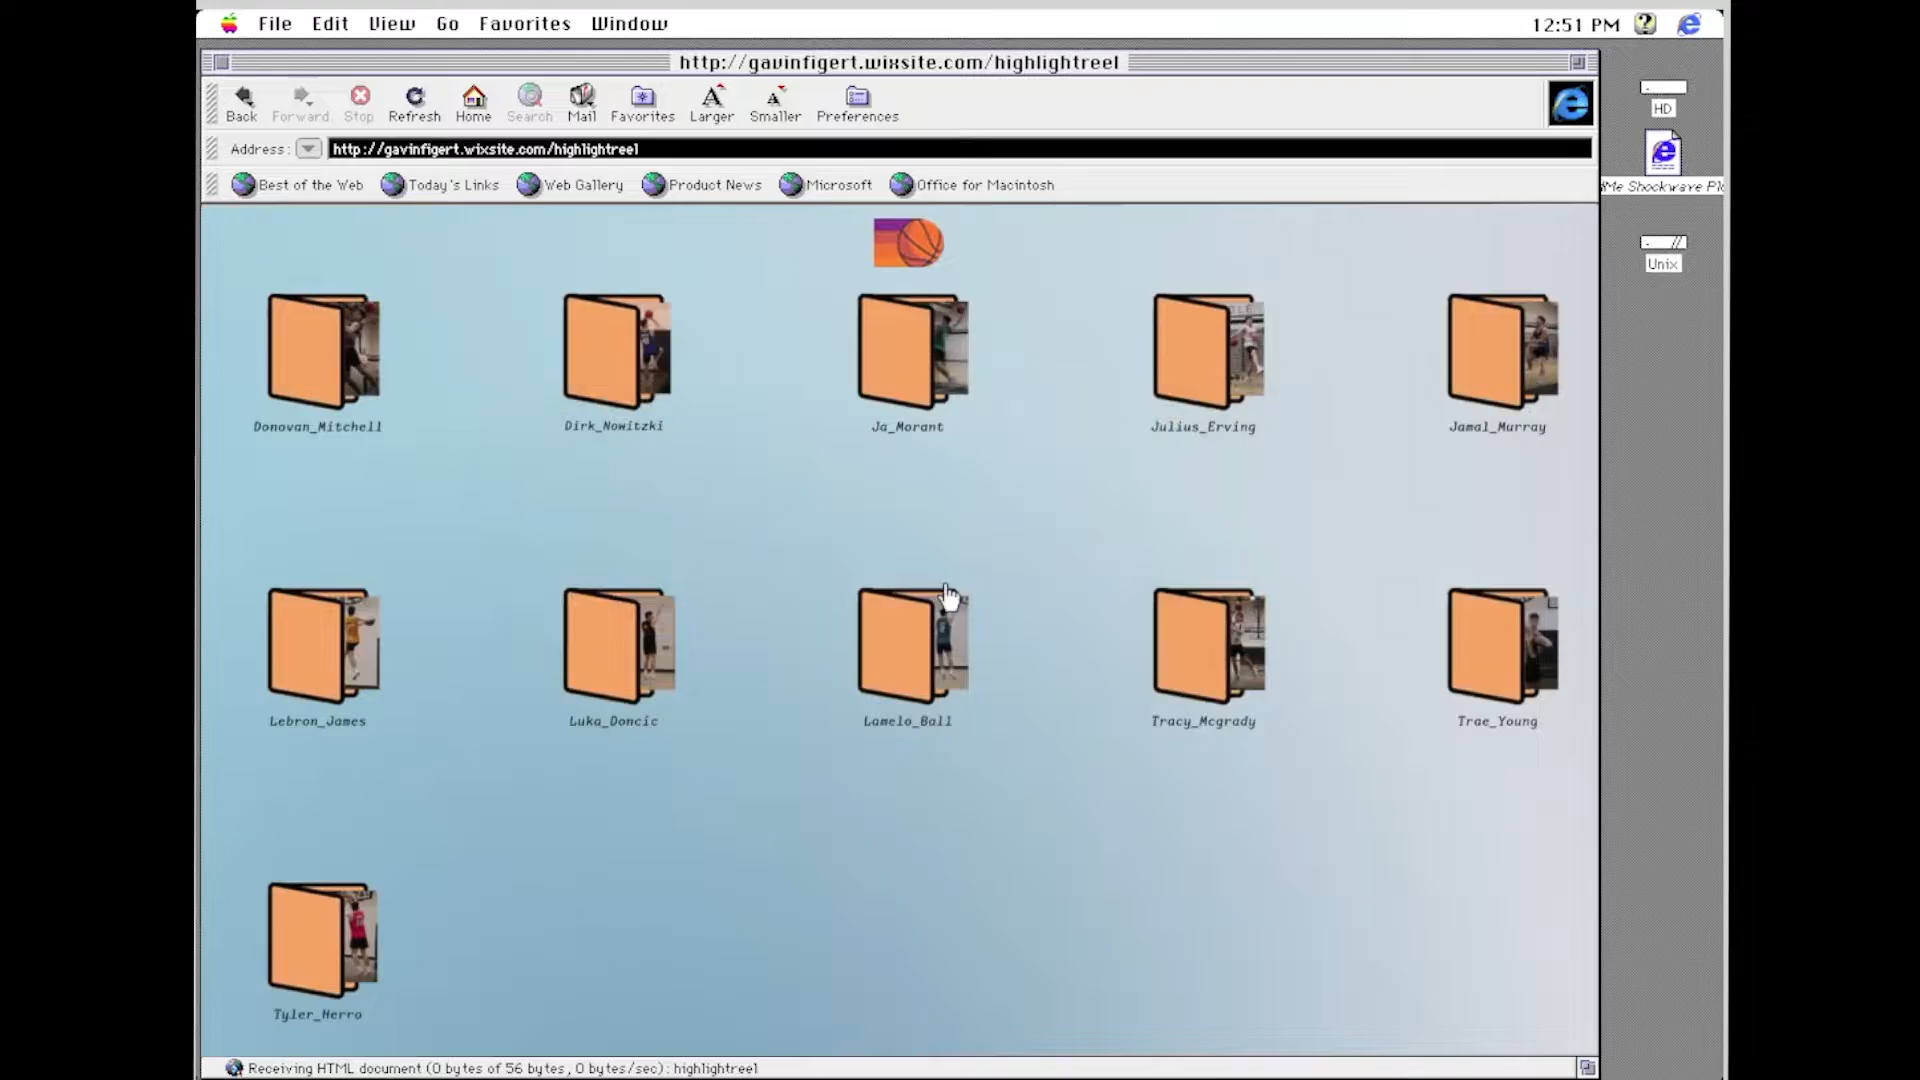 File Edit View Go Favorites Window 12:51 PM
http://gavinfigert.wixsite.com/highlightreel
Back Forward Stop Refresh Home Search Mail Favorites Larger Smaller Preferences
HD
Address: http://gavinfigert.wixsite.com/highlightreel
Best of the Web Today's Links Web Gallery Product News Microsoft Office for Macintosh
Shockwave
Unix
Donovan_Mitchell Dirk_Nowitzki Ja_Morant Julius_Erving Jamal_Murray
Lebron_James Luka_Doncic Lamelo_Ball Tracy_Mcgrady Trae_Young
Tyler_Herro
Receiving HTML document (0 bytes of 56 bytes, 0 bytes/sec): highlightreel